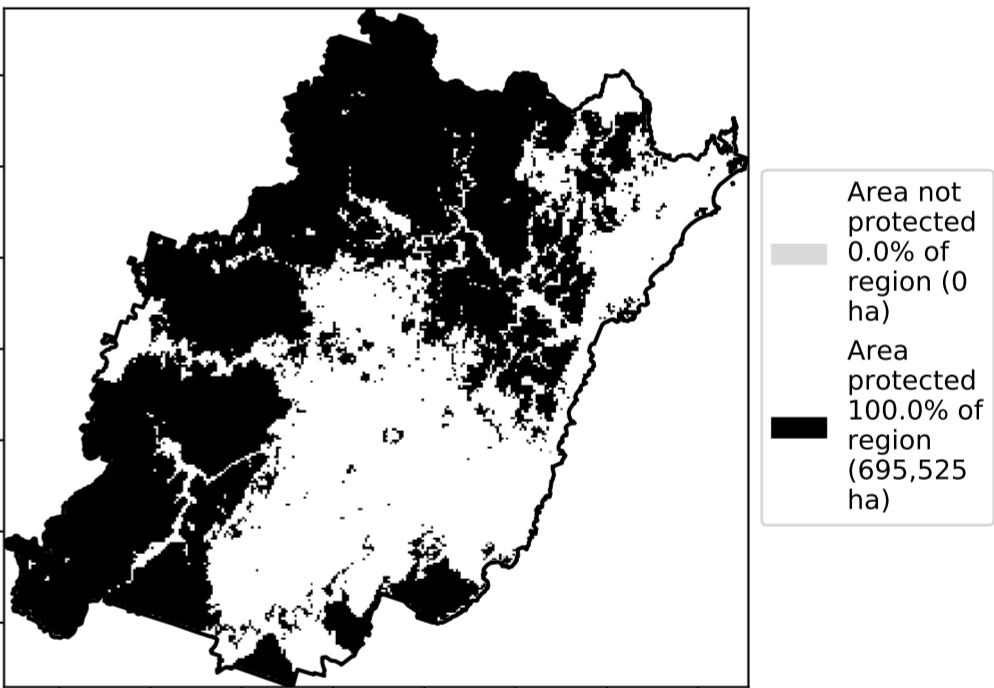 Area not
protected
0.0% of
region (0
ha)
Area
protected
100.0% of
region
(695,525
ha)